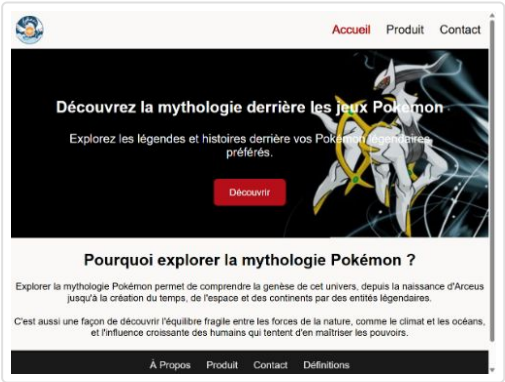 Accueil Produit Contact
Découvrez la mythologie derrière les jeux Pokémon
Explorez les légendes et histoires derrière vos Pokémon légendaires
préférés.
Découvrir
Pourquoi explorer la mythologie Pokémon ?
Explorer la mythologie Pokémon permet de comprendre la genèse de cet univers, depuis la naissance d'Arceus
jusqu'à la création du temps, de l'espace et des continents par des entités légendaires.
C'est aussi une façon de découvrir l'équilibre fragile entre les forces de la nature, comme le climat et les océans,
et l'influence croissante des humains qui tentent d'en maîtriser les pouvoirs.
À Propos Produit Contact Définitions